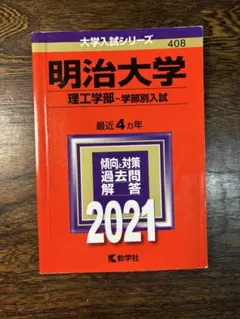 大学入試シリーズ
408
明治大学
理工学部-学部別入試
最近4カ年
傾向と対策
過去問
解答
2021
教学社